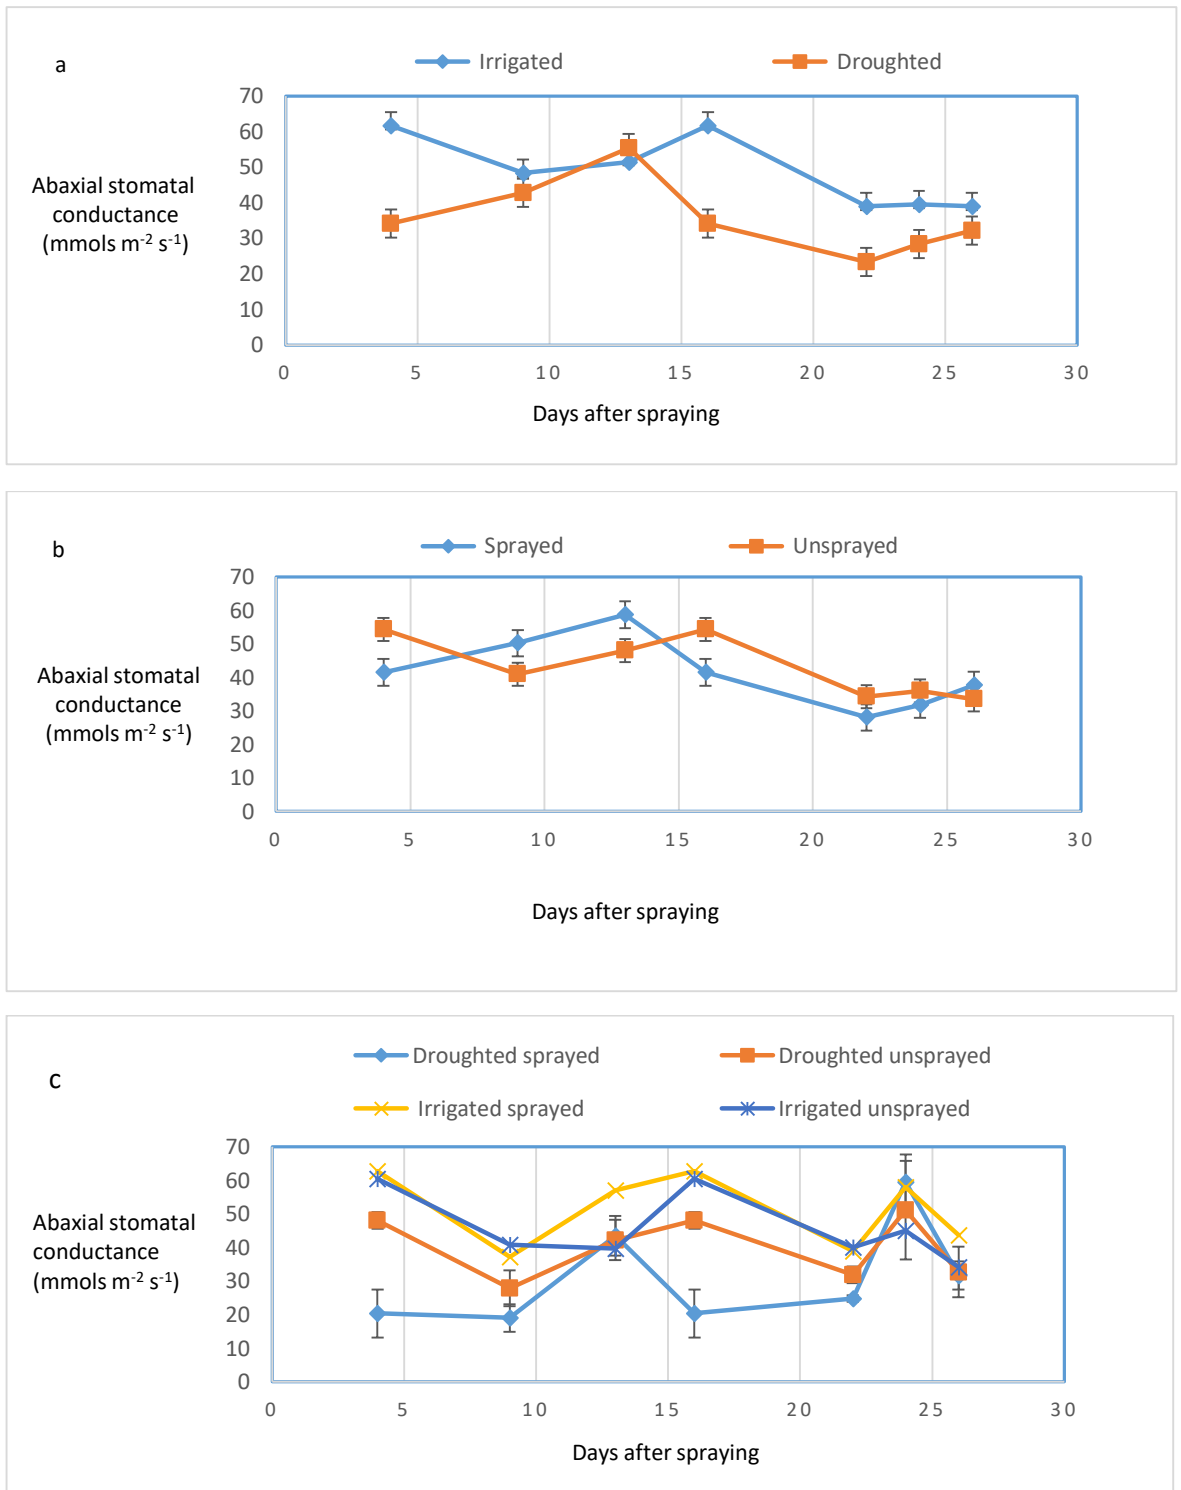 a
Irrigated Droughted
Abaxial stomatal
conductance
(mmols m⁻² s⁻¹)
70
60
50
40
30
20
10
0
0 5 10 15 20 25 30
Days after spraying
b
Sprayed Unsprayed
Abaxial stomatal
conductance
(mmols m⁻² s⁻¹)
70
60
50
40
30
20
10
0
0 5 10 15 20 25 30
Days after spraying
c
Droughted sprayed Droughted unsprayed
Irrigated sprayed Irrigated unsprayed
Abaxial stomatal
conductance
(mmols m⁻² s⁻¹)
70
60
50
40
30
20
10
0
0 5 10 15 20 25 30
Days after spraying